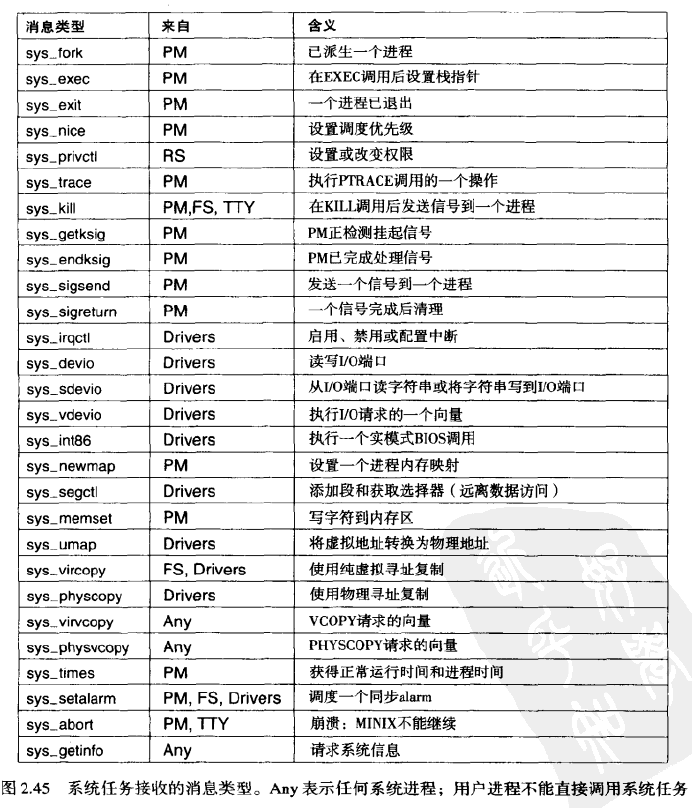 消息类型 来自 含义
sys_fork PM 已派生一个进程
sys_exec PM 在EXEC调用后设置栈指针
sys_exit PM 一个进程已退出
sys_nice PM 设置调度优先级
sys_privctl RS 设置或改变权限
sys_trace PM 执行PTRACE调用的一个操作
sys_kill PM,FS, TTY 在KILL调用后发送信号到一个进程
sys_getksig PM PM正检测挂起信号
sys_endksig PM PM已完成处理信号
sys_sigsend PM 发送一个信号到一个进程
sys_sigreturn PM 一个信号完成后清理
sys_irqctl Drivers 启用、禁用或配置中断
sys_devio Drivers 读写I/O端口
sys_sdevio Drivers 从I/O端口读字符串或将字符串写到I/O端口
sys_vdevio Drivers 执行I/O请求的一个向量
sys_int86 Drivers 执行一个实模式BIOS调用
sys_newmap PM 设置一个进程内存映射
sys_segctl Drivers 添加段和获取选择器（远离数据访问）
sys_memset PM 写字符到内存区
sys_umap Drivers 将虚拟地址转换为物理地址
sys_vircopy FS, Drivers 使用纯虚拟寻址复制
sys_physcopy Drivers 使用物理寻址复制
sys_virvcopy Any VCOPY请求的向量
sys_physvcopy Any PHYSCOPY请求的向量
sys_times PM 获得正常运行时间和进程时间
sys_setalarm PM, FS, Drivers 调度一个同步alarm
sys_abort PM, TTY 崩溃：MINIX不能继续
sys_getinfo Any 请求系统信息
图 2.45 系统任务接收的消息类型。Any 表示任何系统进程；用户进程不能直接调用系统任务